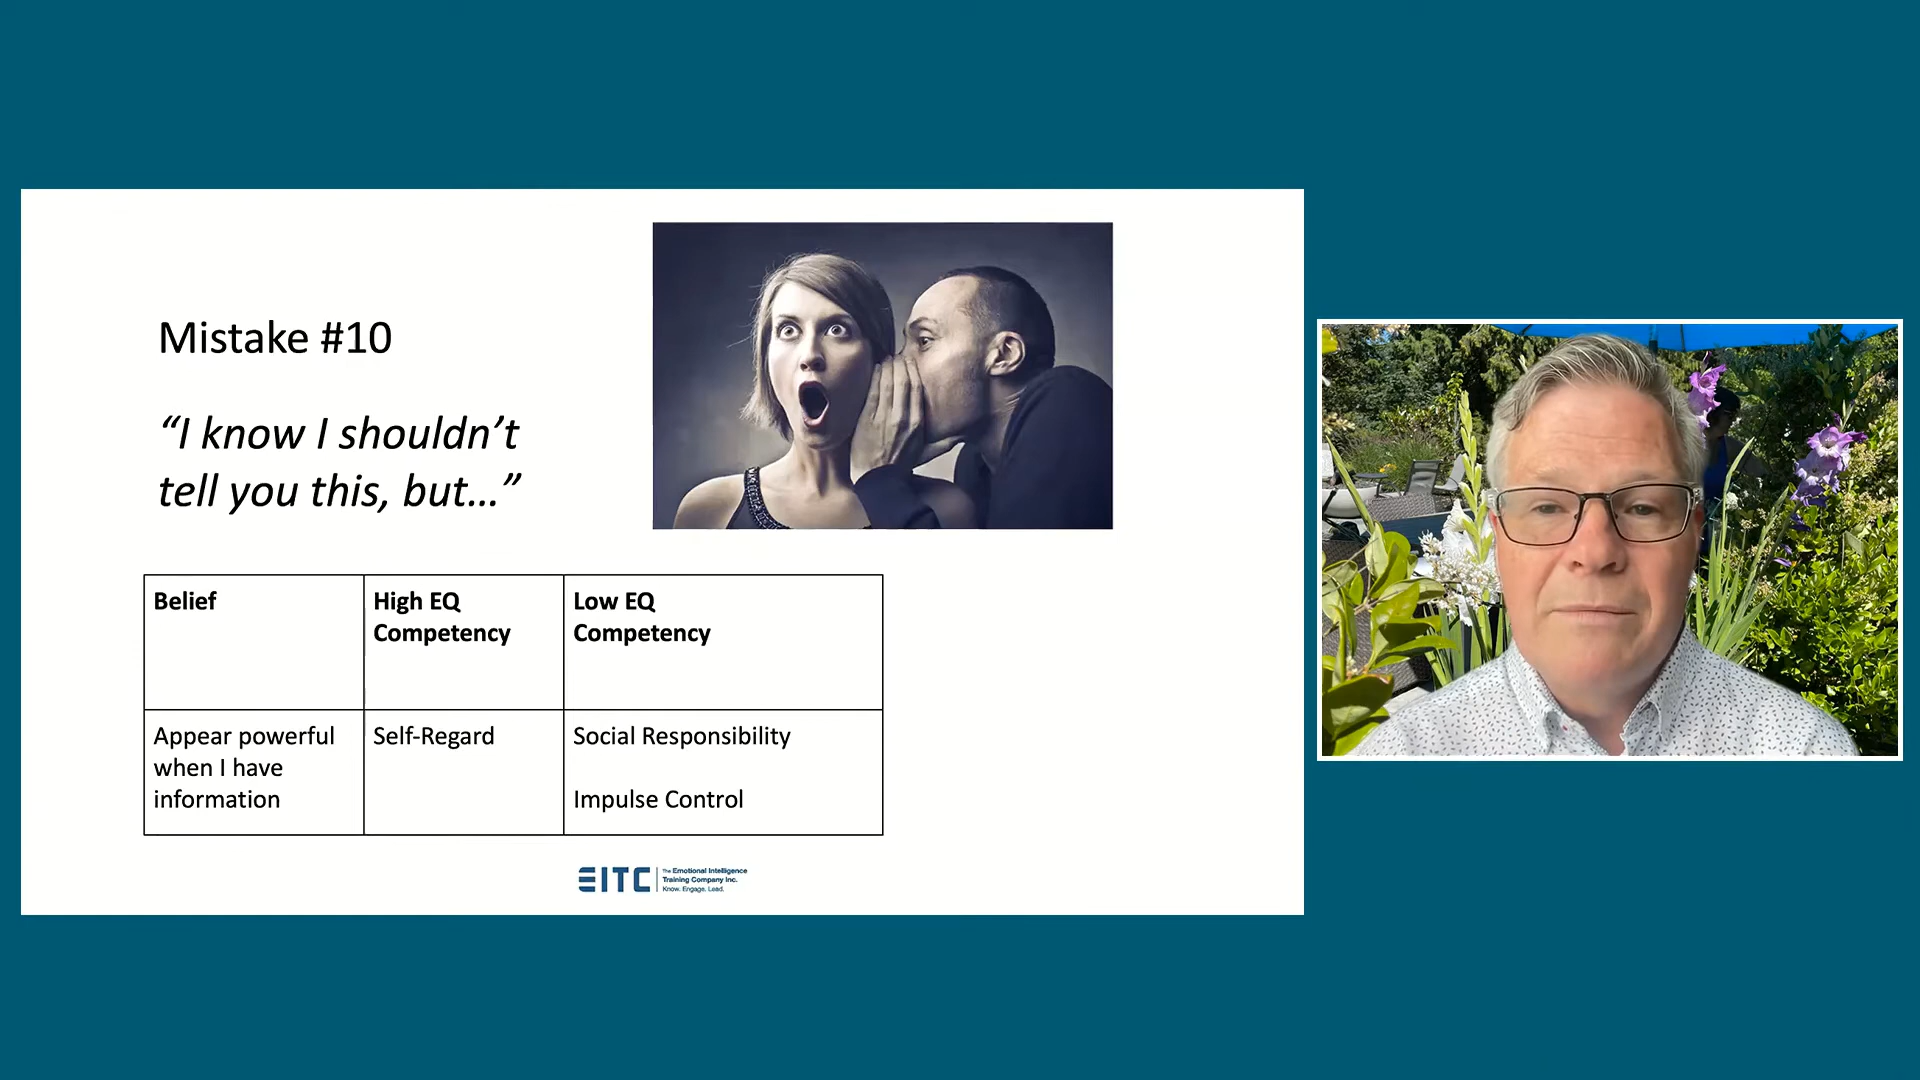 Mistake #10
“I know I shouldn’t
tell you this, but…”
Belief
High EQ
Competency
Low EQ
Competency
Appear powerful
when I have
information
Self-Regard
Social Responsibility
Impulse Control
EITC
The Emotional Intelligence
Training Company Inc.
Know. Engage. Lead.